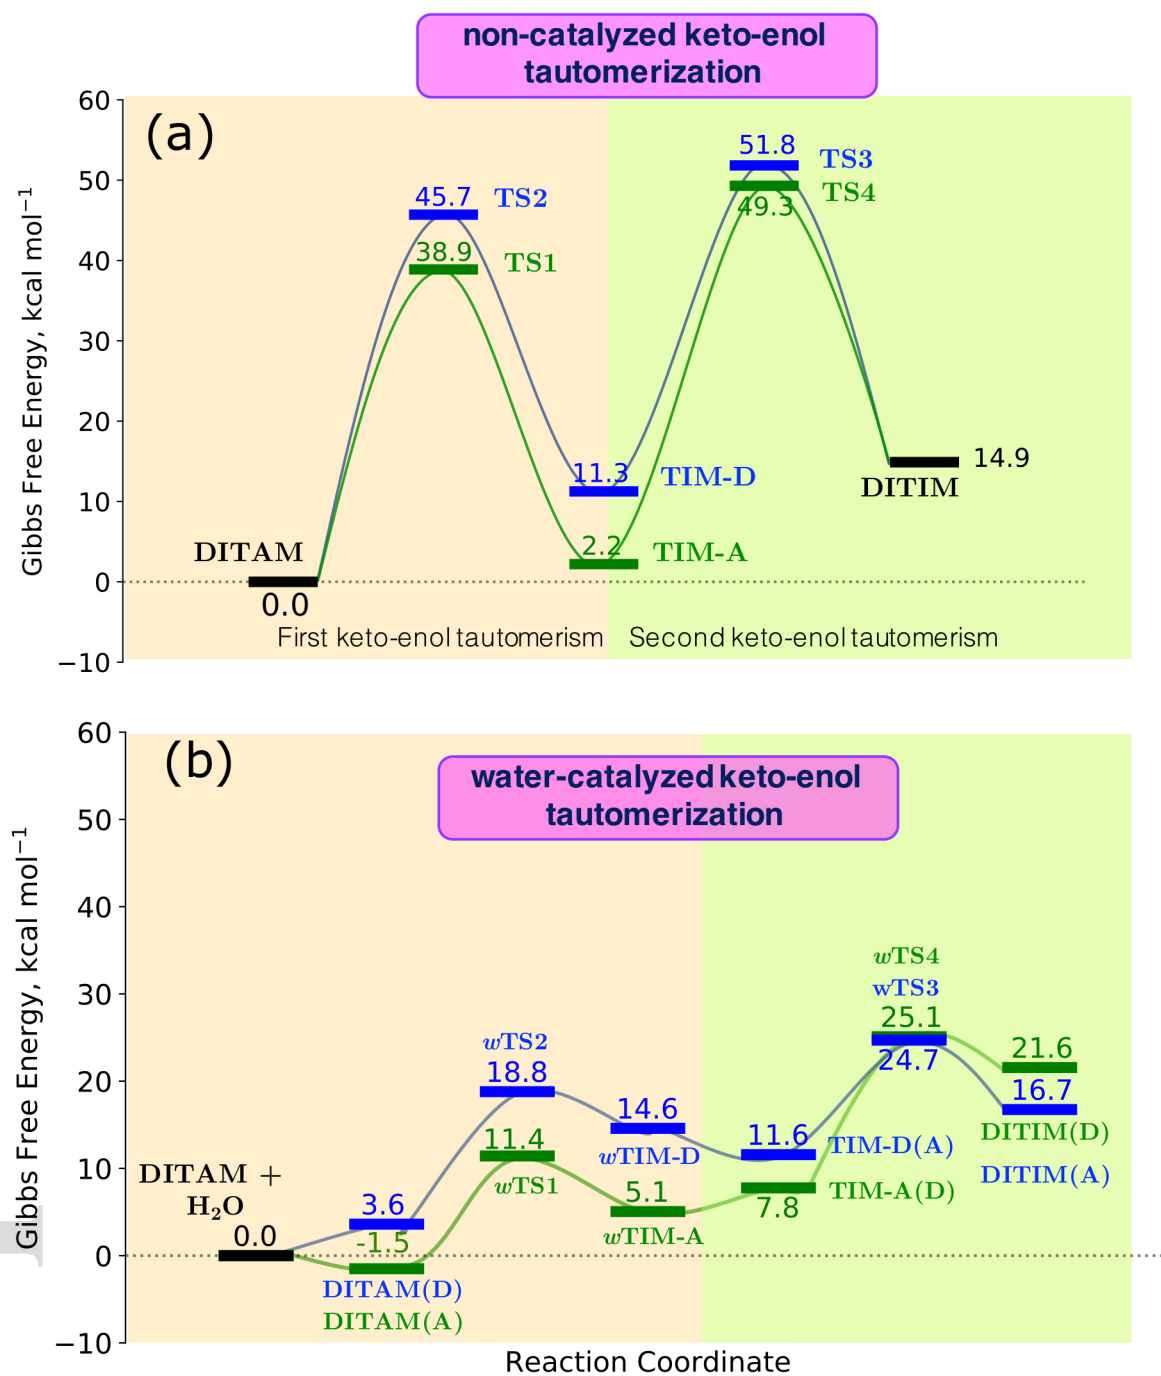 non-catalyzed keto-enol
tautomerization
(a)
Gibbs Free Energy, kcal mol⁻¹
60
50
40
30
20
10
0
−10
45.7
TS2
38.9
TS1
51.8
TS3
TS4
49.3
11.3
TIM-D
2.2
TIM-A
14.9
DITIM
DITAM
0.0
First keto-enol tautomerism
Second keto-enol tautomerism
(b)
water-catalyzed keto-enol
tautomerization
Gibbs Free Energy, kcal mol⁻¹
60
50
40
30
20
10
0
−10
DITAM +
H₂O
0.0
3.6
-1.5
DITAM(D)
DITAM(A)
wTS2
18.8
11.4
wTS1
14.6
wTIM-D
5.1
wTIM-A
11.6
TIM-D(A)
7.8
TIM-A(D)
wTS4
wTS3
25.1
24.7
21.6
16.7
DITIM(D)
DITIM(A)
Reaction Coordinate